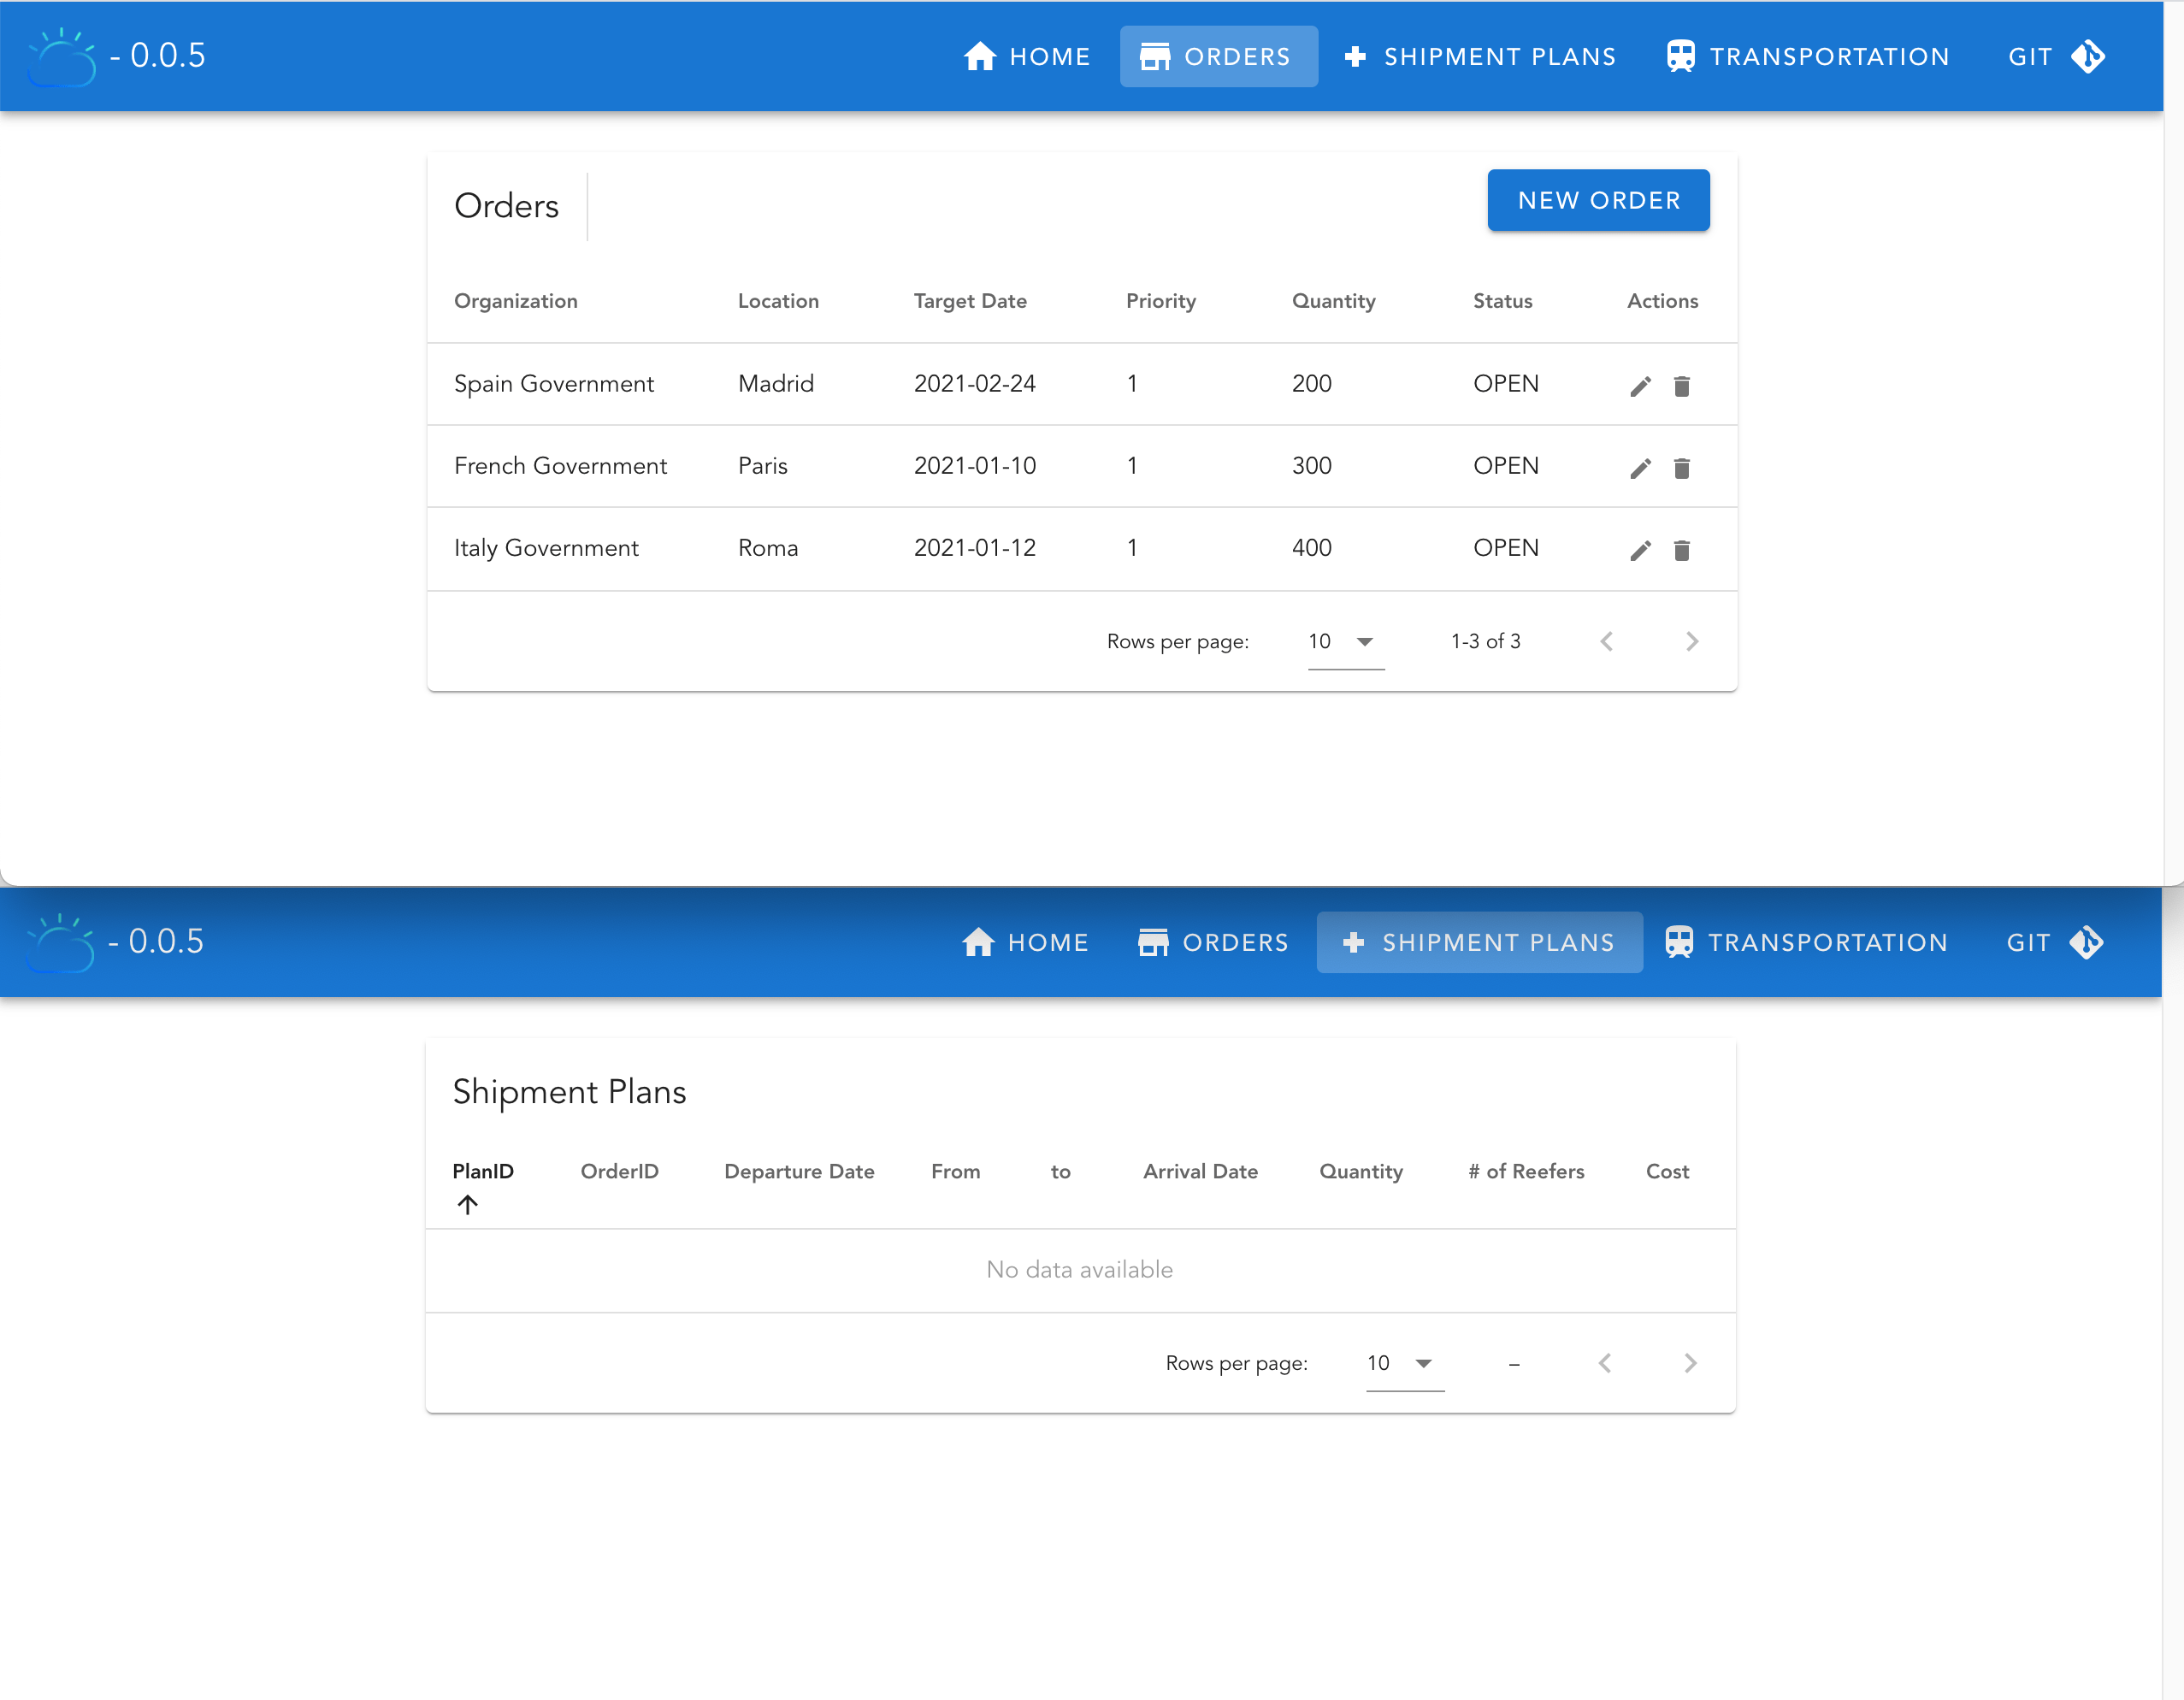 - 0.0.5 HOME ORDERS SHIPMENT PLANS TRANSPORTATION GIT
Orders NEW ORDER
Organization Location Target Date Priority Quantity Status Actions
Spain Government Madrid 2021-02-24 1 200 OPEN
French Government Paris 2021-01-10 1 300 OPEN
Italy Government Roma 2021-01-12 1 400 OPEN
Rows per page: 10 1-3 of 3
- 0.0.5 HOME ORDERS SHIPMENT PLANS TRANSPORTATION GIT
Shipment Plans
PlanID OrderID Departure Date From to Arrival Date Quantity # of Reefers Cost
No data available
Rows per page: 10 –